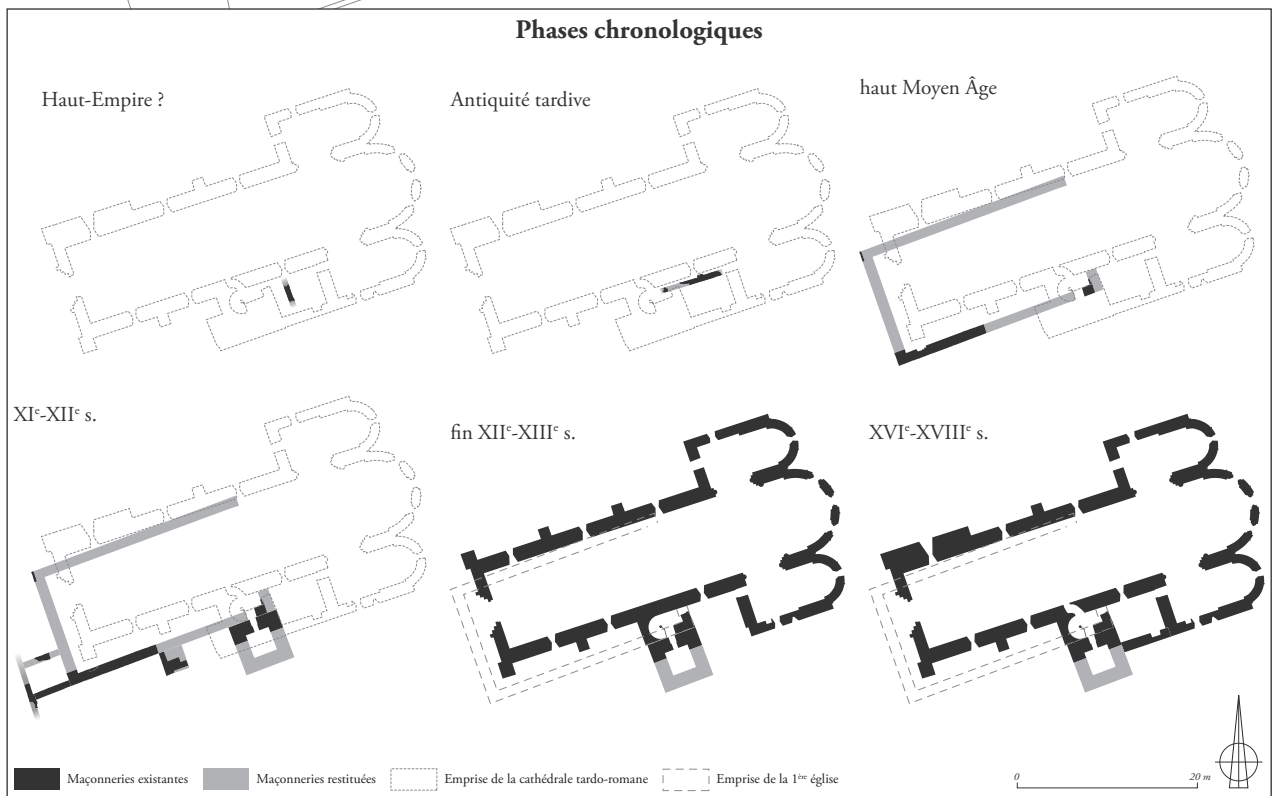 Phases chronologiques
Haut-Empire ?
Antiquité tardive
haut Moyen Âge
XIe-XIIe s.
fin XIIe-XIIIe s.
XVIe-XVIIIe s.
Maçonneries existantes
Maçonneries restituées
Emprise de la cathédrale tardo-romane
Emprise de la 1ère église
0
20 m